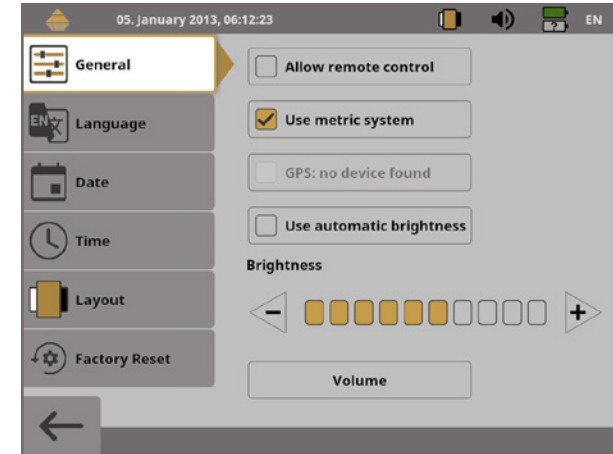 05. January 2013, 06:12:23
EN
General
Allow remote control
EN
Language
Use metric system
Date
GPS: no device found
Time
Use automatic brightness
Brightness
Layout
- +
Factory Reset
Volume